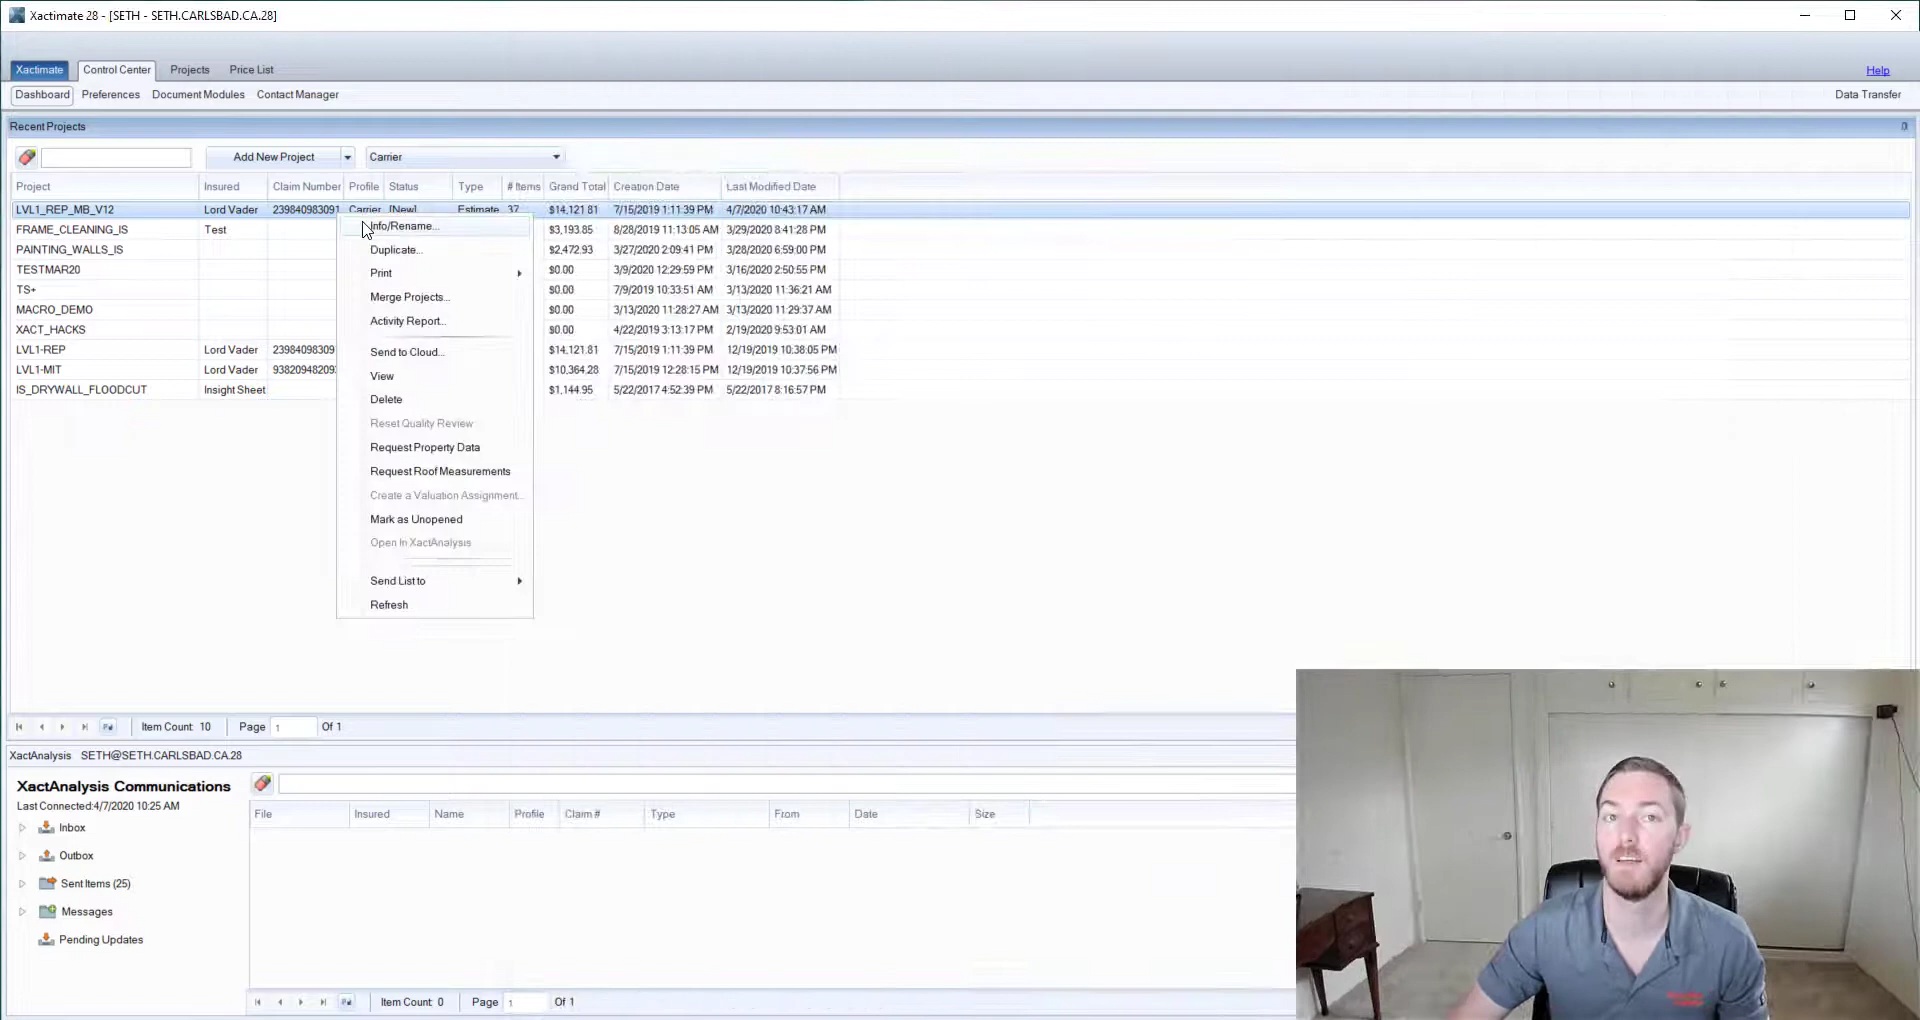 Xactimate 28 - [SETH - SETH.CARLSBAD.CA.28]
Xactimate Control Center Projects Price List Help
Dashboard Preferences Document Modules Contact Manager Data Transfer
Recent Projects
Add New Project Carrier
Project Insured Claim Number Profile Status Type # Items Grand Total Creation Date Last Modified Date
LVL1_REP_MB_V12 Lord Vader 239840983091 Carrier [New] Estimate 37 $14,121.81 7/15/2019 1:11:39 PM 4/7/2020 10:43:17 AM
FRAME_CLEANING_IS Test $3,193.85 8/28/2019 11:13:05 AM 3/29/2020 8:41:28 PM
PAINTING_WALLS_IS $2,472.93 3/27/2020 2:09:41 PM 3/28/2020 6:59:00 PM
TESTMAR20 $0.00 3/9/2020 12:29:59 PM 3/16/2020 2:50:55 PM
TS+ $0.00 7/9/2019 10:33:51 AM 3/13/2020 11:36:21 AM
MACRO_DEMO $0.00 3/13/2020 11:28:27 AM 3/13/2020 11:29:37 AM
XACT_HACKS $0.00 4/22/2019 3:13:17 PM 2/19/2020 9:53:01 AM
LVL1-REP Lord Vader 23984098309 $14,121.81 7/15/2019 1:11:39 PM 12/19/2019 10:38:05 PM
LVL1-MIT Lord Vader $10,364.28 7/15/2019 12:28:15 PM 12/19/2019 10:37:56 PM
IS_DRYWALL_FLOODCUT Insight Sheet $1,144.95 5/22/2017 4:52:39 PM 5/22/2017 8:16:57 PM
Info/Rename...
Duplicate...
Print
Merge Projects...
Activity Report...
Send to Cloud...
View
Delete
Reset Quality Review
Request Property Data
Request Roof Measurements
Create a Valuation Assignment...
Mark as Unopened
Open In XactAnalysis
Send List to
Refresh
Item Count: 10 Page 1 Of 1
XactAnalysis SETH@SETH.CARLSBAD.CA.28
XactAnalysis Communications
Last Connected:4/7/2020 10:25 AM
Inbox
Outbox
Sent Items (25)
Messages
Pending Updates
File Insured Name Profile Claim # Type From Date Size
Item Count: 0 Page 1 Of 1